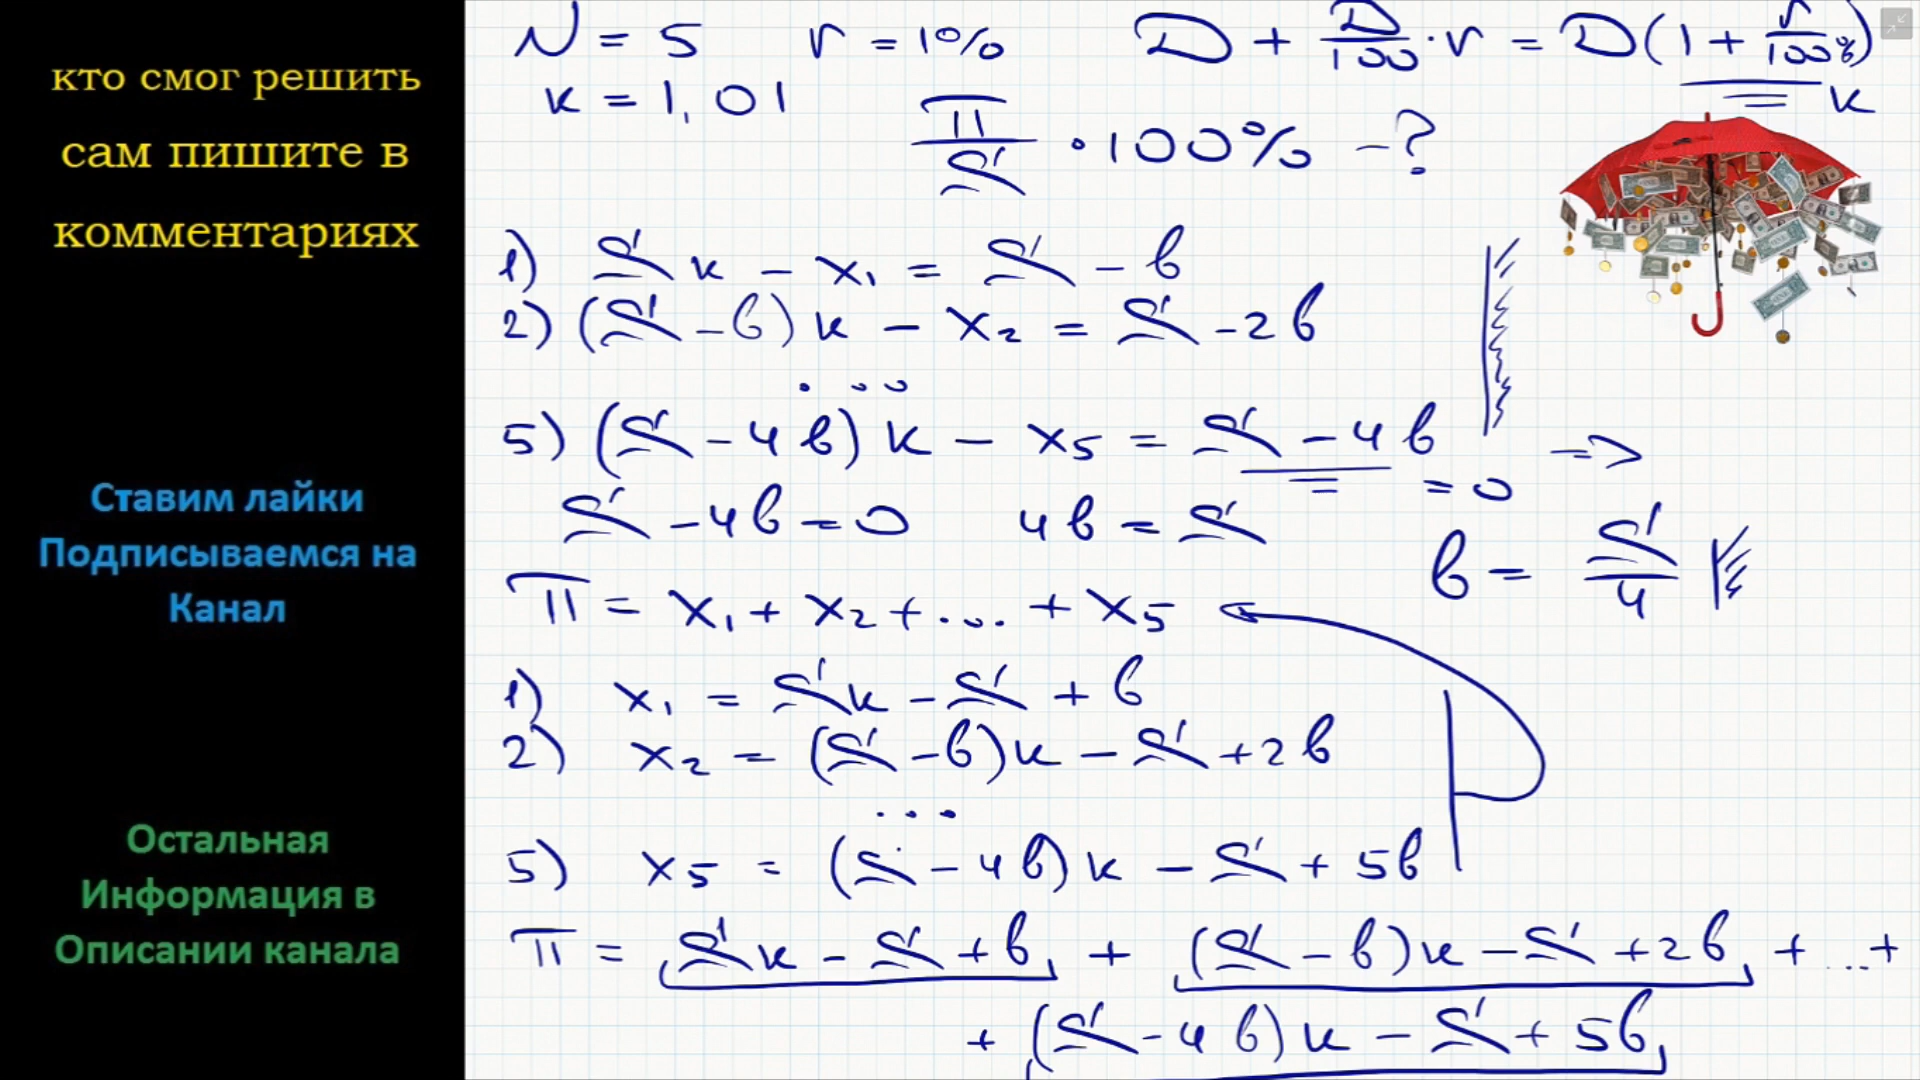 кто смог решить
сам пишите в
комментариях
Ставим лайки
Подписываемся на
Канал
Остальная
Информация в
Описании канала
N = 5 r = 1% D + D/100 · r = D(1 + r/100%)
k = 1,01 k
П/S · 100% - ?
1) Sk - x₁ = S - b
2) (S - b)k - x₂ = S - 2b
...
5) (S - 4b)k - x₅ = S - 4b =>
= 0
S - 4b = 0 4b = S b = S/4
П = x₁ + x₂ + ... + x₅
1) x₁ = Sk - S + b
2) x₂ = (S - b)k - S + 2b
...
5) x₅ = (S - 4b)k - S + 5b
П = Sk - S + b + (S - b)k - S + 2b + ... +
+ (S - 4b)k - S + 5b